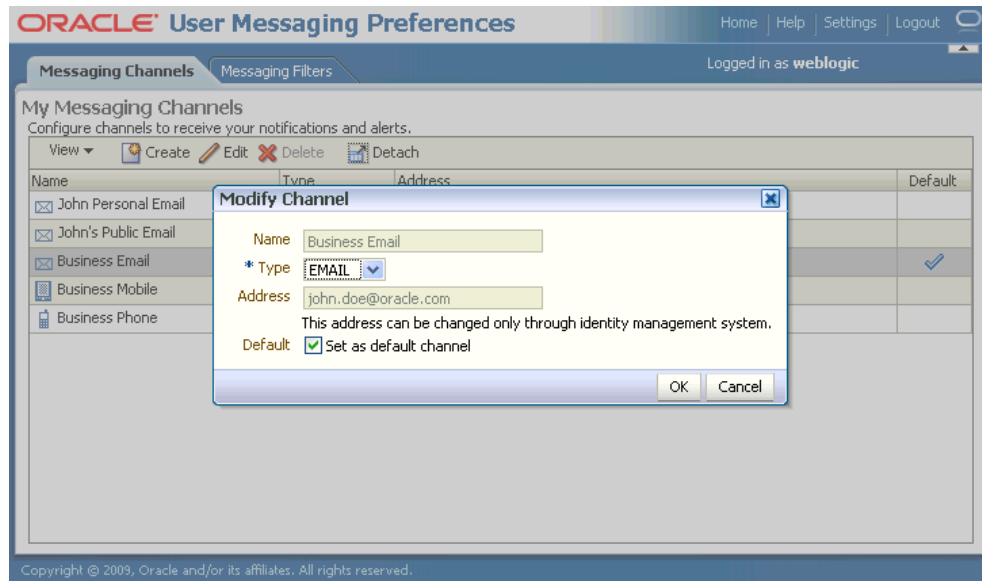 ORACLE User Messaging Preferences
Home | Help | Settings | Logout
Messaging Channels Messaging Filters
Logged in as weblogic
My Messaging Channels
Configure channels to receive your notifications and alerts.
View Create Edit Delete Detach
Name Type Address Default
John Personal Email
John's Public Email
Business Email
Business Mobile
Business Phone
Modify Channel
Name Business Email
* Type EMAIL
Address john.doe@oracle.com
This address can be changed only through identity management system.
Default Set as default channel
OK Cancel
Copyright © 2009, Oracle and/or its affiliates. All rights reserved.